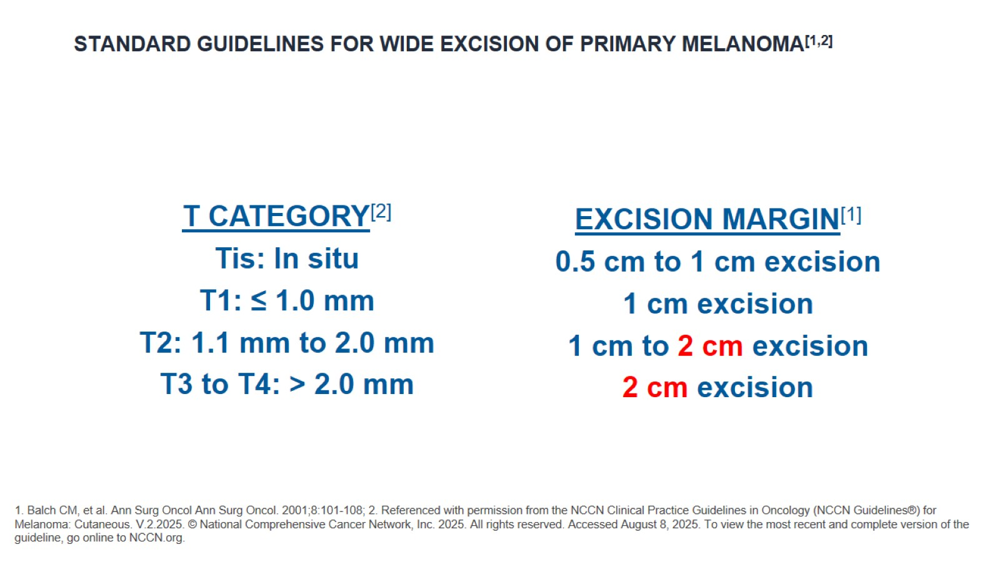 STANDARD GUIDELINES FOR WIDE EXCISION OF PRIMARY MELANOMA[1,2]
T CATEGORY[2]
Tis: In situ
T1: ≤ 1.0 mm
T2: 1.1 mm to 2.0 mm
T3 to T4: > 2.0 mm
EXCISION MARGIN[1]
0.5 cm to 1 cm excision
1 cm excision
1 cm to 2 cm excision
2 cm excision
1. Balch CM, et al. Ann Surg Oncol Ann Surg Oncol. 2001;8:101-108; 2. Referenced with permission from the NCCN Clinical Practice Guidelines in Oncology (NCCN Guidelines®) for
Melanoma: Cutaneous. V.2.2025. © National Comprehensive Cancer Network, Inc. 2025. All rights reserved. Accessed August 8, 2025. To view the most recent and complete version of the
guideline, go online to NCCN.org.